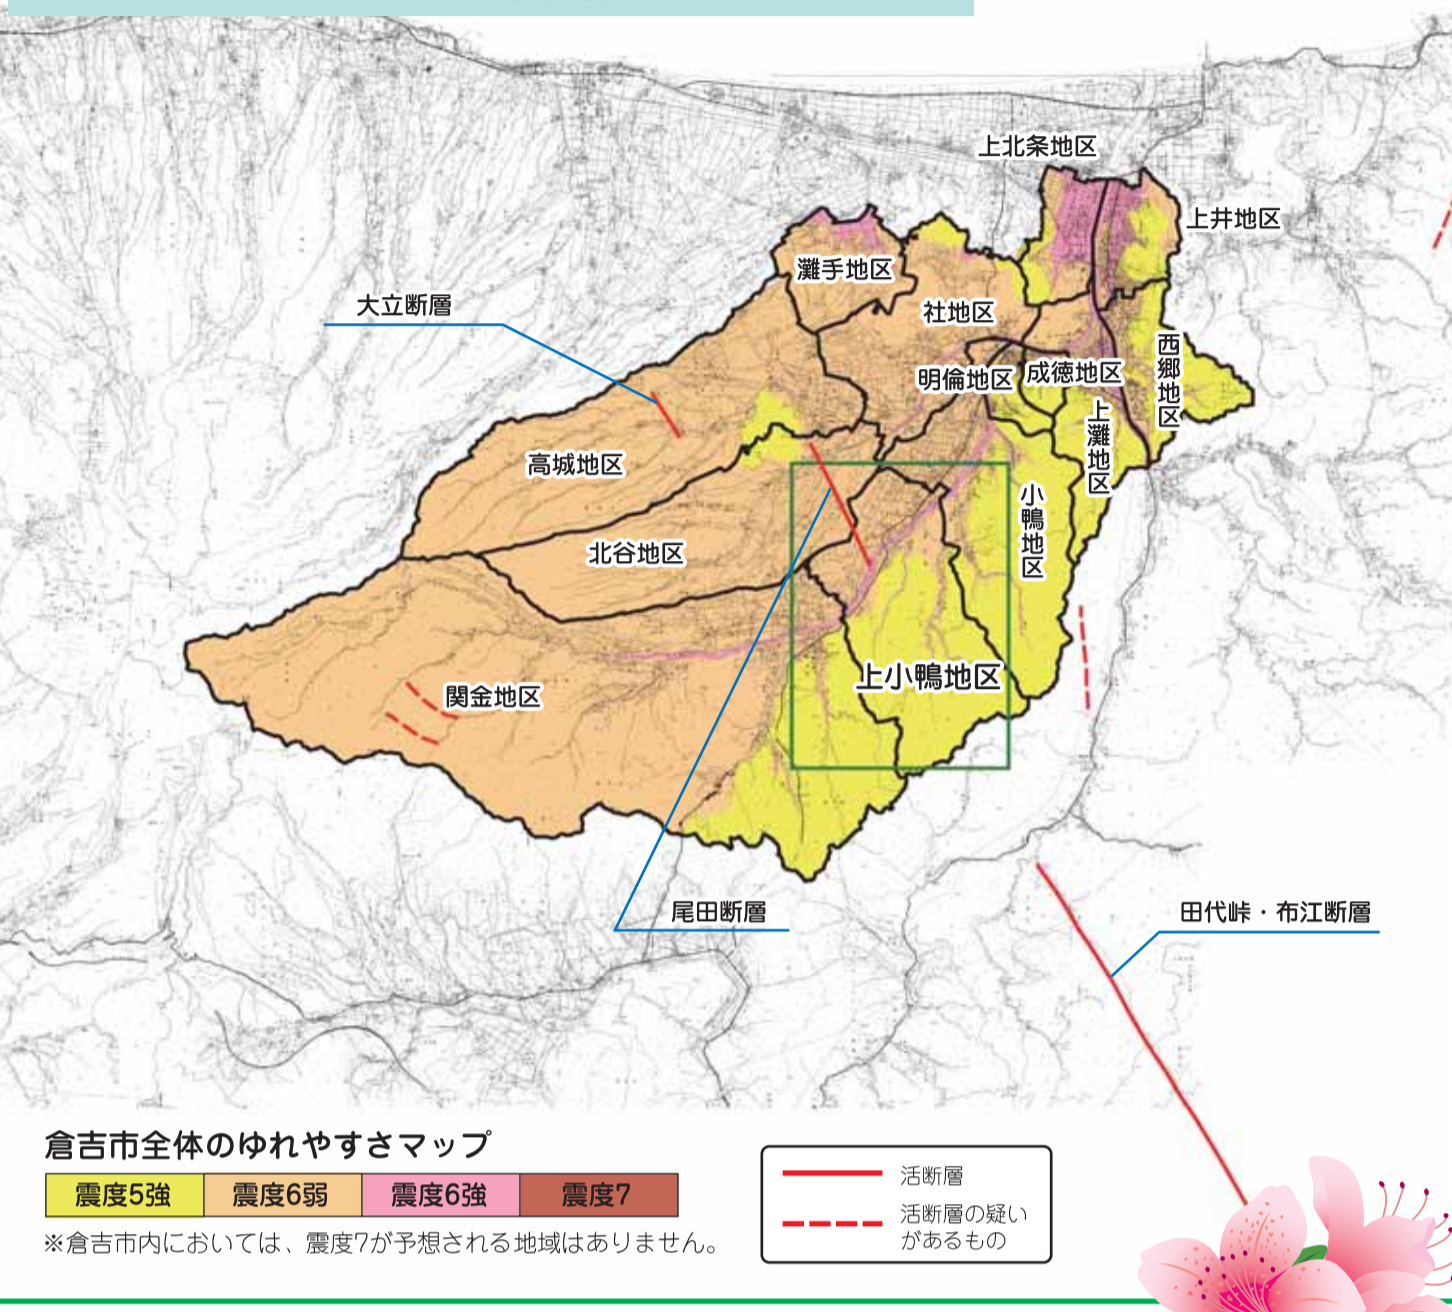 上北条地区
上井地区
灘手地区
大立断層
社地区
西郷地区
明倫地区
成徳地区
上灘地区
高城地区
小鴨地区
北谷地区
上小鴨地区
関金地区
尾田断層
田代峠・布江断層
倉吉市全体のゆれやすさマップ
震度5強
震度6弱
震度6強
震度7
※倉吉市内においては、震度7が予想される地域はありません。
活断層
活断層の疑い
があるもの